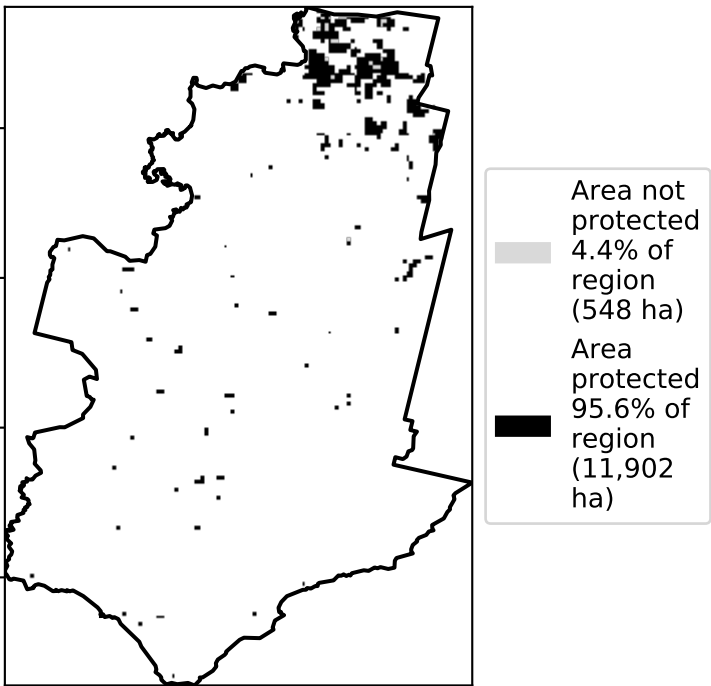 Area not
protected
4.4% of
region
(548 ha)
Area
protected
95.6% of
region
(11,902
ha)